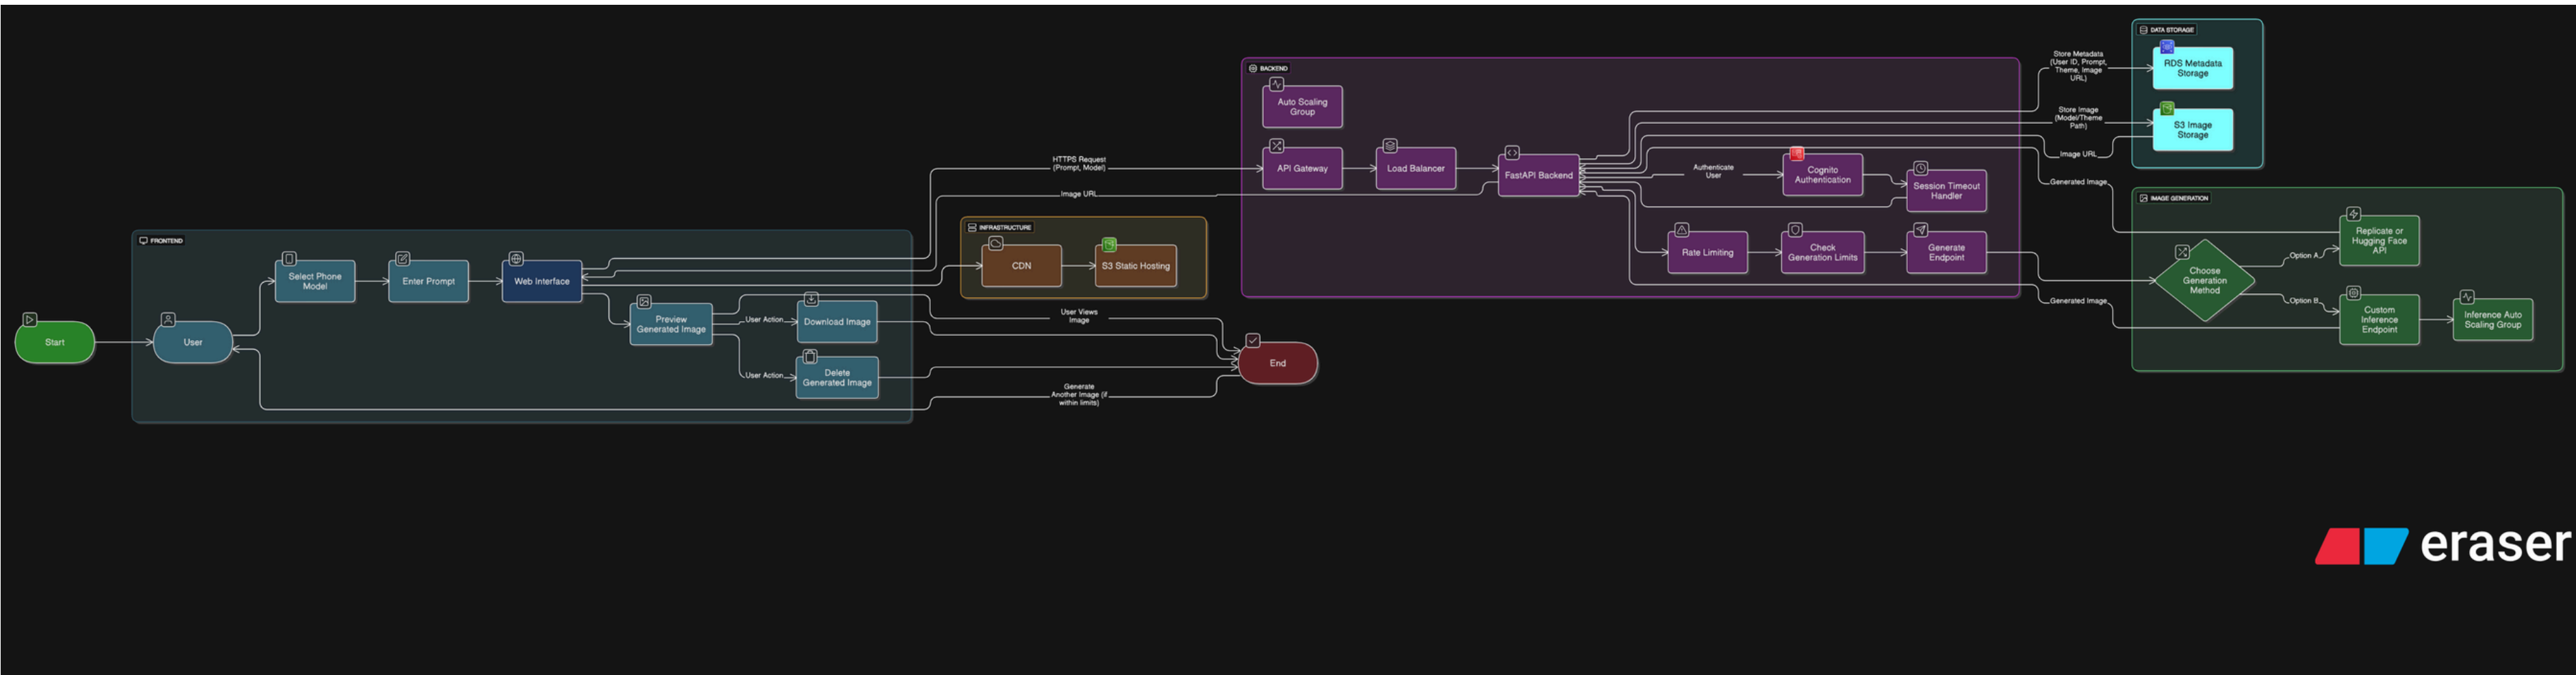 DATA STORAGE
RDS Metadata
Storage
S3 Image
Storage
Store Metadata
(User ID, Prompt,
Theme, Image
URL)
Store Image
(Model/Theme
Path)
Image URL
Generated Image
BACKEND
Auto Scaling
Group
API Gateway
Load Balancer
FastAPI Backend
Authenticate
User
Cognito
Authentication
Session Timeout
Handler
Rate Limiting
Check
Generation Limits
Generate
Endpoint
HTTPS Request
(Prompt, Model)
Image URL
IMAGE GENERATION
Choose
Generation
Method
Option A
Replicate or
Hugging Face
API
Option B
Custom
Inference
Endpoint
Inference Auto
Scaling Group
Generated Image
INFRASTRUCTURE
CDN
S3 Static Hosting
FRONTEND
Start
User
Select Phone
Model
Enter Prompt
Web Interface
Preview
Generated Image
User Action
Download Image
User Action
Delete
Generated Image
User Views
Image
Generate
Another Image (if
within limits)
End
eraser